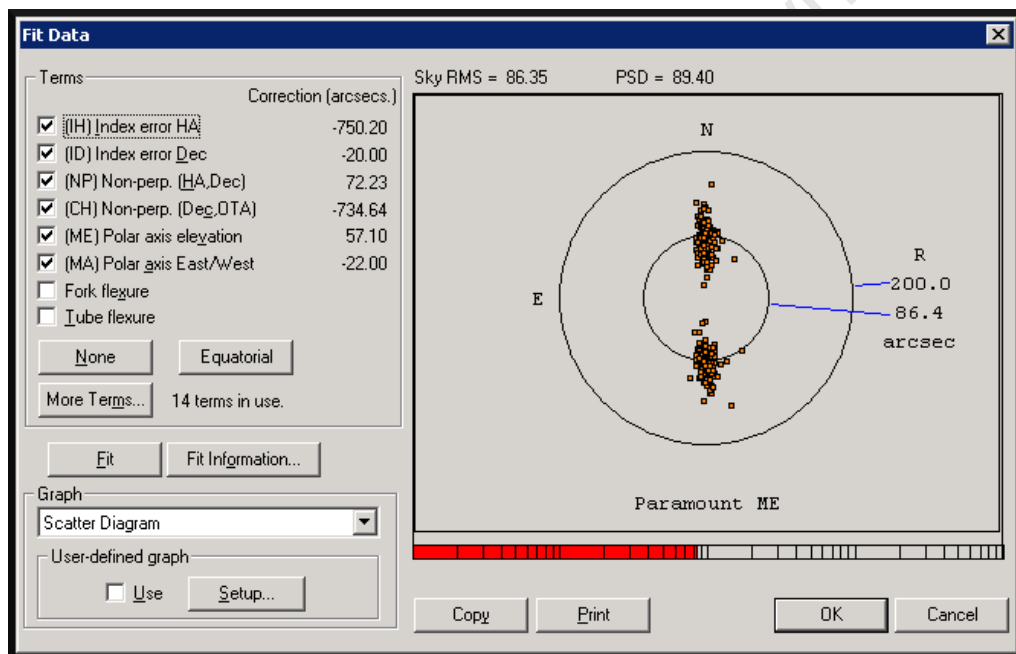 Fit Data
Terms
Correction (arcsecs.)
(IH) Index error HA -750.20
(ID) Index error Dec -20.00
(NP) Non-perp. (HA,Dec) 72.23
(CH) Non-perp. (Dec,OTA) -734.64
(ME) Polar axis elevation 57.10
(MA) Polar axis East/West -22.00
Fork flexure
Tube flexure
None Equatorial
More Terms... 14 terms in use.
Fit Fit Information...
Graph
Scatter Diagram
User-defined graph
Use Setup...
Sky RMS = 86.35 PSD = 89.40
N
E
R
200.0
86.4
arcsec
Paramount ME
Copy Print OK Cancel